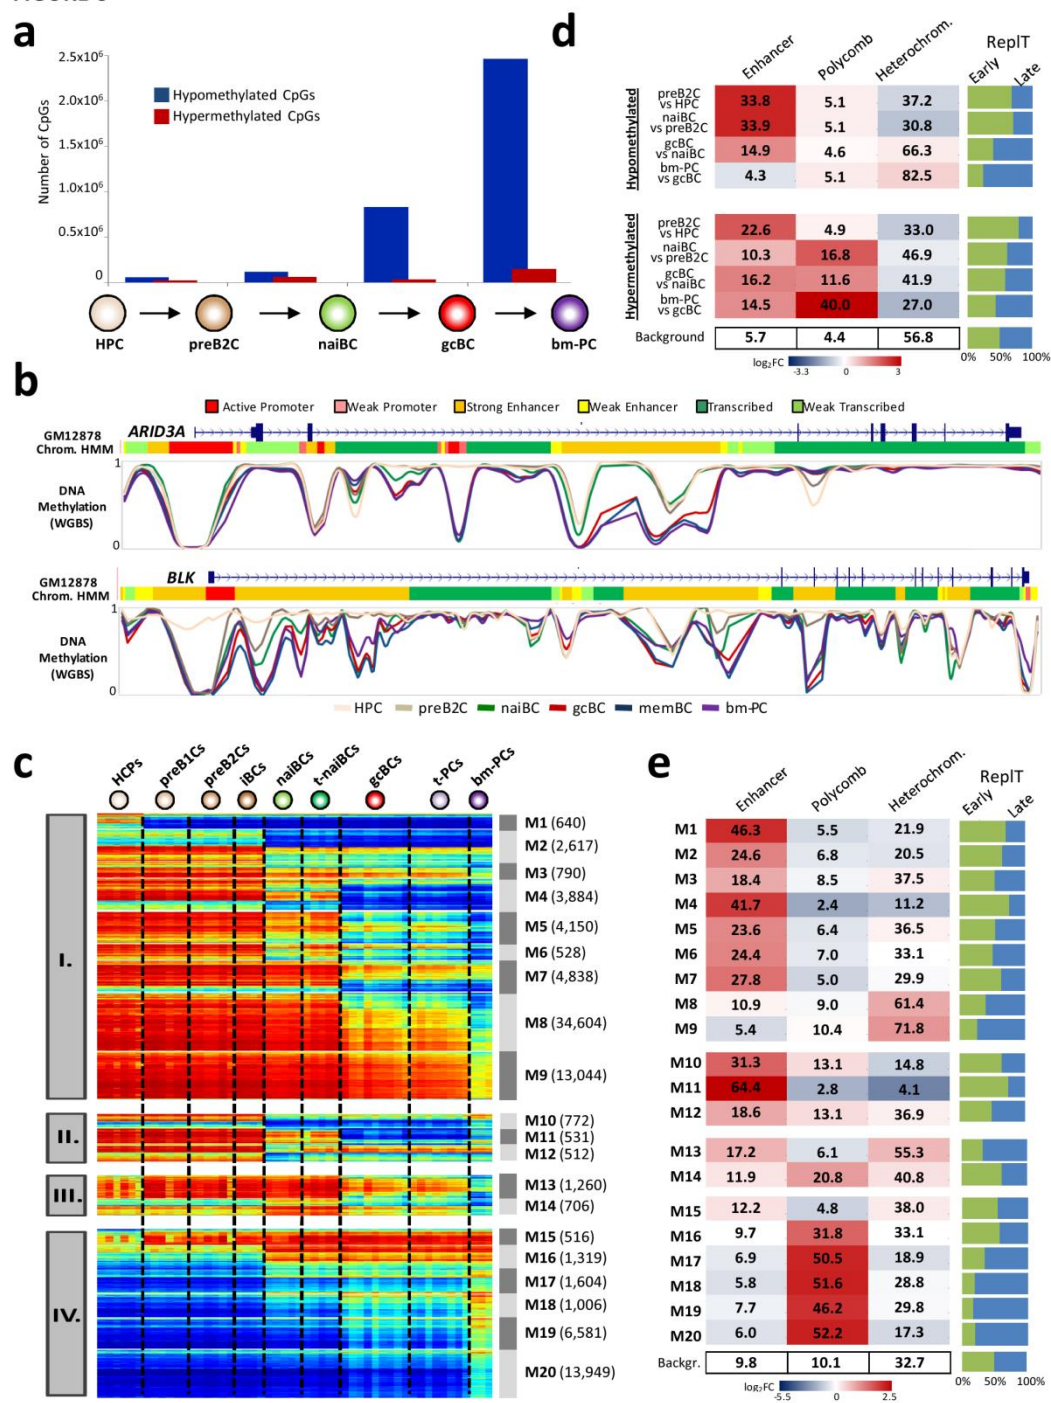 a
2.5x10⁶
2.0x10⁶
1.5x10⁶
1.0x10⁶
0.5x10⁶
0
Number of CpGs
Hypomethylated CpGs
Hypermethylated CpGs
HPC preB2C naiBC gcBC bm-PC
d
Enhancer Polycomb Heterochrom. ReplT
Early Late
Hypomethylated
preB2C vs HPC 33.8 5.1 37.2
naiBC vs preB2C 33.9 5.1 30.8
gcBC vs naiBC 14.9 4.6 66.3
bm-PC vs gcBC 4.3 5.1 82.5
Hypermethylated
preB2C vs HPC 22.6 4.9 33.0
naiBC vs preB2C 10.3 16.8 46.9
gcBC vs naiBC 16.2 11.6 41.9
bm-PC vs gcBC 14.5 40.0 27.0
Background 5.7 4.4 56.8
0% 50% 100%
log₂FC -3.3 0 3
b
Active Promoter Weak Promoter Strong Enhancer Weak Enhancer Transcribed Weak Transcribed
ARID3A
GM12878
Chrom. HMM
1
DNA
Methylation
(WGBS)
0
BLK
GM12878
Chrom. HMM
1
DNA
Methylation
(WGBS)
0
HPC preB2C naiBC gcBC memBC bm-PC
c
HCPs preB1Cs preB2Cs iBCs naiBCs t-naiBCs gcBCs t-PCs bm-PCs
I.
M1 (640)
M2 (2,617)
M3 (790)
M4 (3,884)
M5 (4,150)
M6 (528)
M7 (4,838)
M8 (34,604)
M9 (13,044)
II.
M10 (772)
M11 (531)
M12 (512)
III.
M13 (1,260)
M14 (706)
IV.
M15 (516)
M16 (1,319)
M17 (1,604)
M18 (1,006)
M19 (6,581)
M20 (13,949)
e
Enhancer Polycomb Heterochrom. ReplT
Early Late
M1 46.3 5.5 21.9
M2 24.6 6.8 20.5
M3 18.4 8.5 37.5
M4 41.7 2.4 11.2
M5 23.6 6.4 36.5
M6 24.4 7.0 33.1
M7 27.8 5.0 29.9
M8 10.9 9.0 61.4
M9 5.4 10.4 71.8
M10 31.3 13.1 14.8
M11 64.4 2.8 4.1
M12 18.6 13.1 36.9
M13 17.2 6.1 55.3
M14 11.9 20.8 40.8
M15 12.2 4.8 38.0
M16 9.7 31.8 33.1
M17 6.9 50.5 18.9
M18 5.8 51.6 28.8
M19 7.7 46.2 29.8
M20 6.0 52.2 17.3
Backgr. 9.8 10.1 32.7
0% 50% 100%
log₂FC -5.5 0 2.5